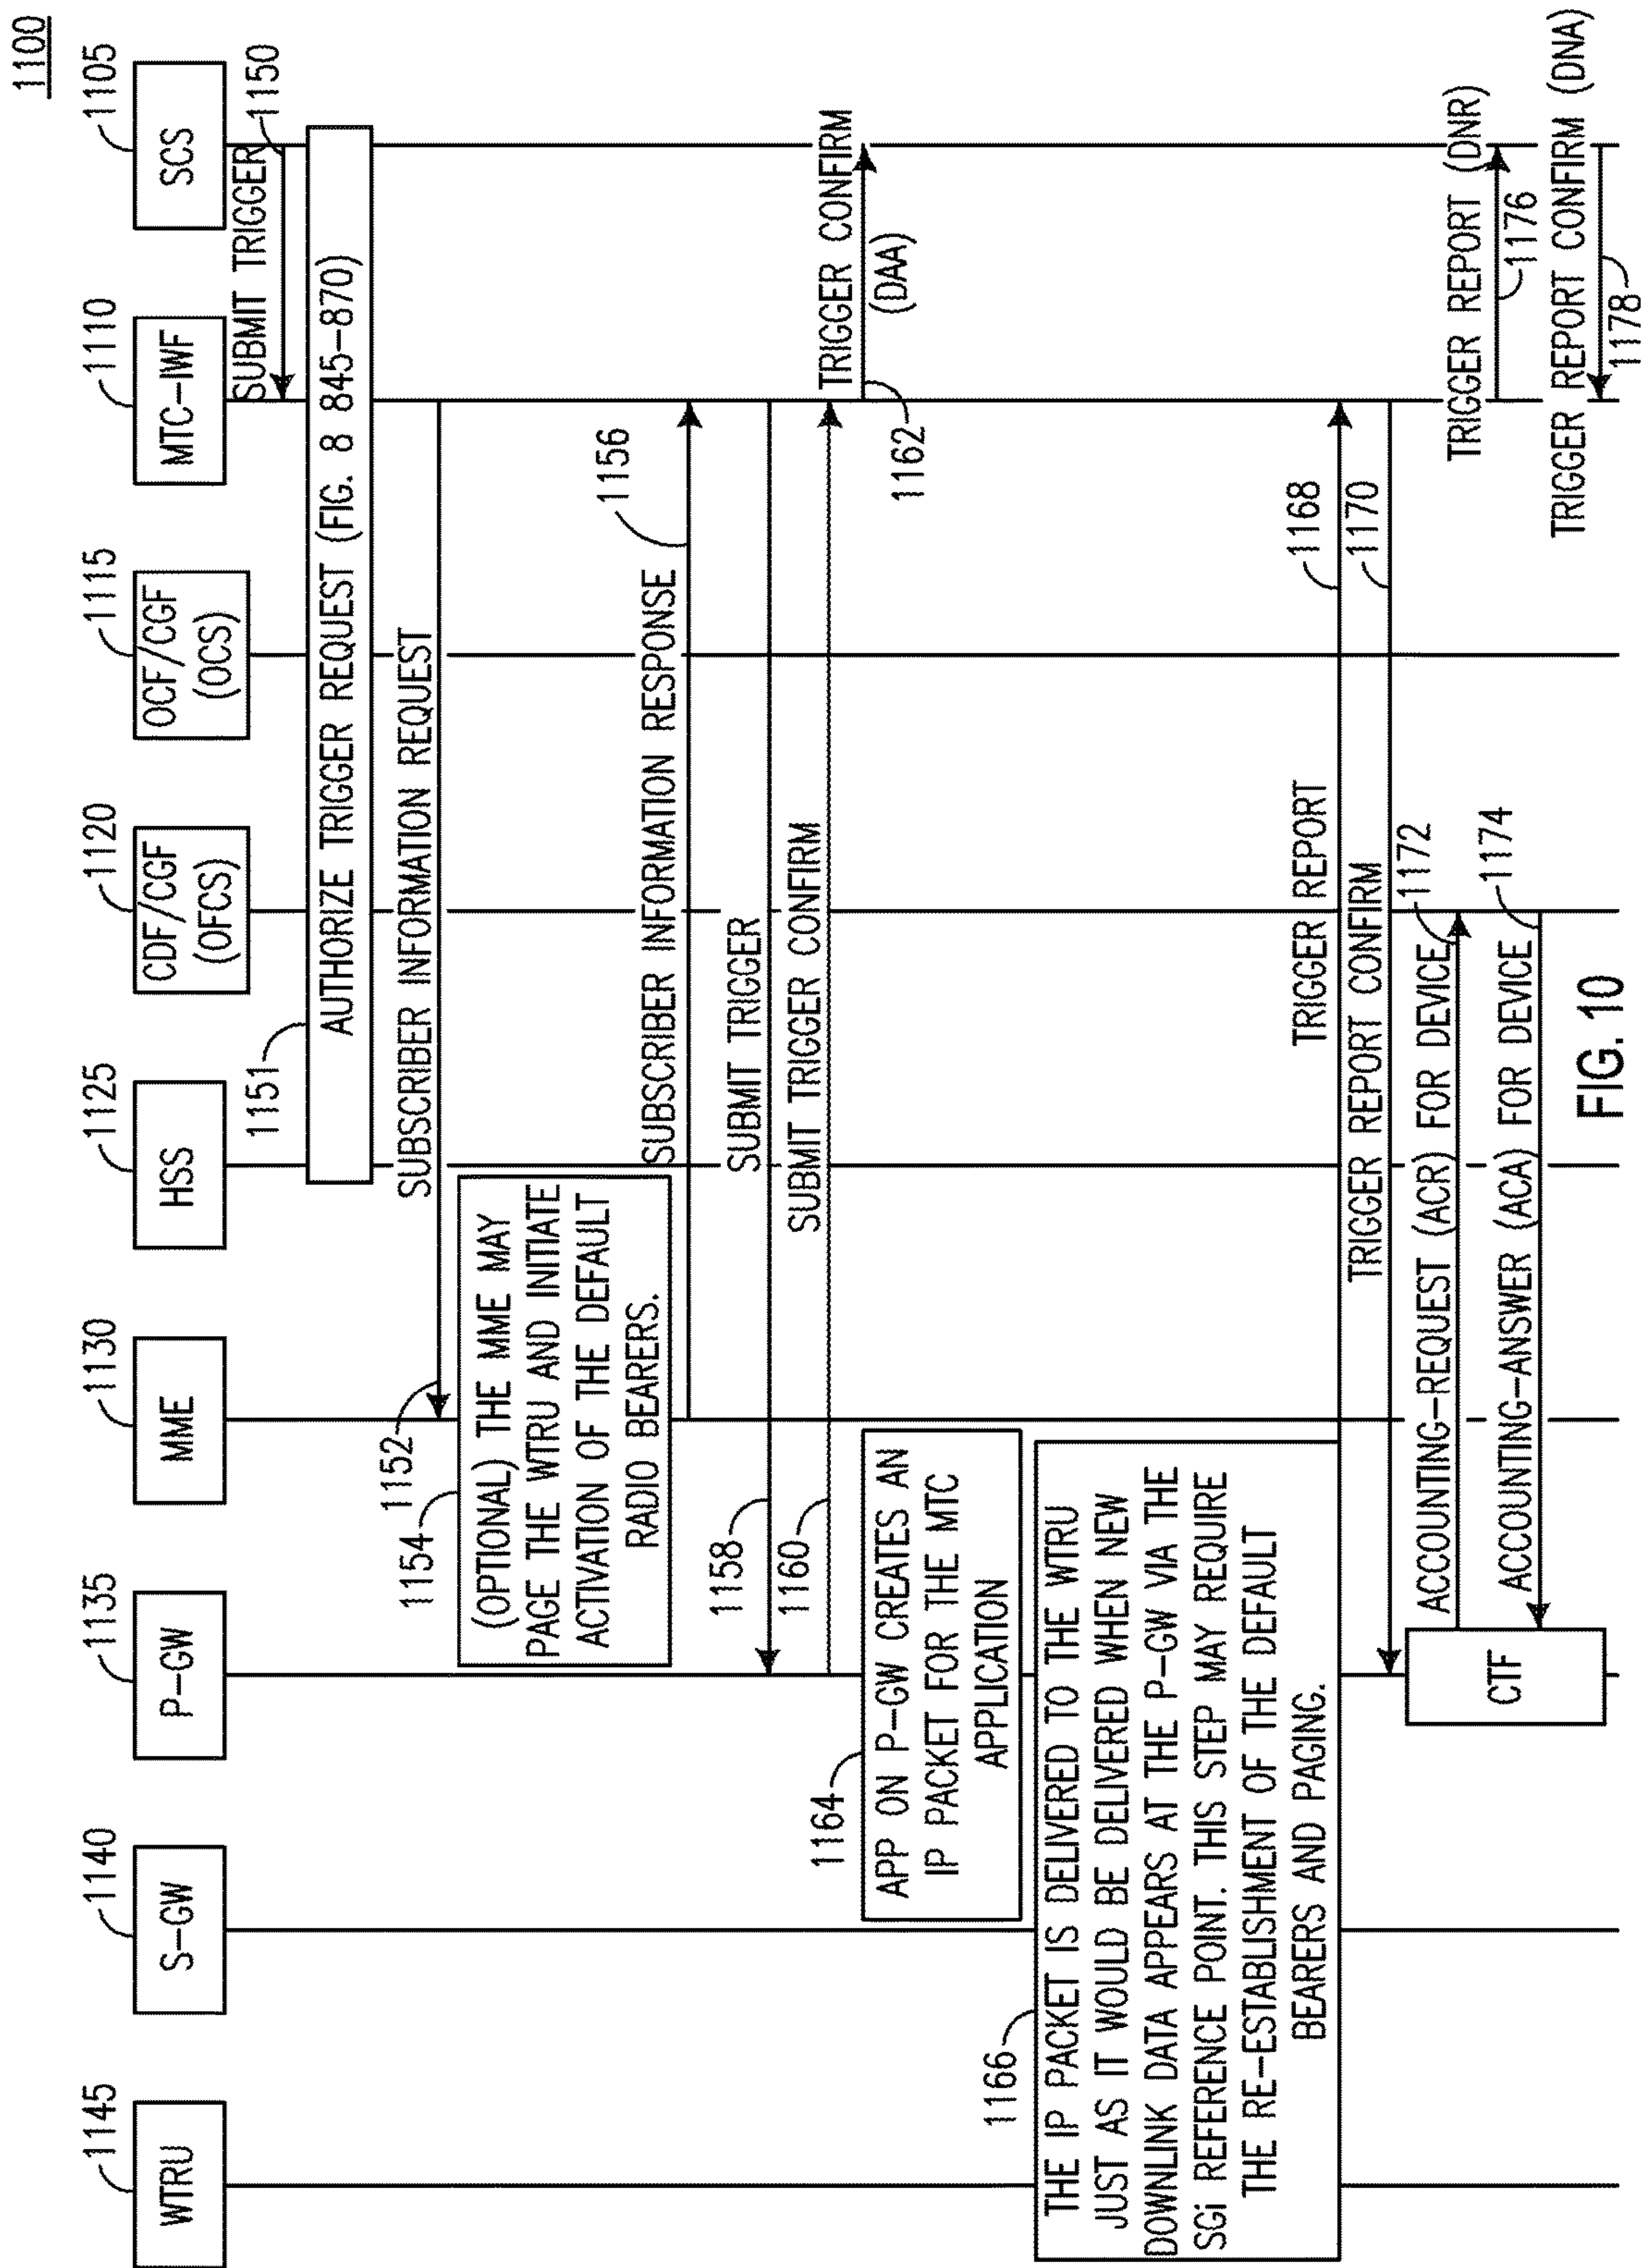 1100
1145
1140
1135
1130
1125
1120
1115
1110
1105
WTRU
S-GW
P-GW
MME
HSS
CDF/CGF
(OFCS)
OCF/CGF
(OCS)
MTC-IWF
SCS
SUBMIT TRIGGER
1150
1151
AUTHORIZE TRIGGER REQUEST (FIG. 8 845-870)
SUBSCRIBER INFORMATION REQUEST
1152
1154
(OPTIONAL) THE MME MAY
PAGE THE WTRU AND INITIATE
ACTIVATION OF THE DEFAULT
RADIO BEARERS.
SUBSCRIBER INFORMATION RESPONSE
1156
SUBMIT TRIGGER
1158
SUBMIT TRIGGER CONFIRM
1160
TRIGGER CONFIRM
(DAA)
1162
1164
APP ON P-GW CREATES AN
IP PACKET FOR THE MTC
APPLICATION
1166
THE IP PACKET IS DELIVERED TO THE WTRU
JUST AS IT WOULD BE DELIVERED WHEN NEW
DOWNLINK DATA APPEARS AT THE P-GW VIA THE
SGi REFERENCE POINT. THIS STEP MAY REQUIRE
THE RE-ESTABLISHMENT OF THE DEFAULT
BEARERS AND PAGING.
TRIGGER REPORT
1168
TRIGGER REPORT CONFIRM
1170
CTF
ACCOUNTING-REQUEST (ACR) FOR DEVICE
1172
ACCOUNTING-ANSWER (ACA) FOR DEVICE
1174
TRIGGER REPORT (DNR)
1176
TRIGGER REPORT CONFIRM (DNA)
1178
FIG. 10